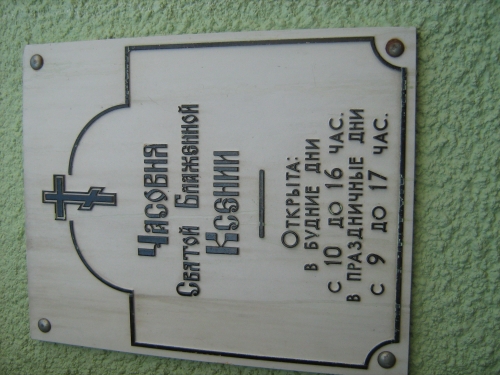 Часовня
Святой Блаженной
Ксении
Открыта:
в будние дни
с 10 до 16 час.
в праздничные дни
с 9 до 17 час.